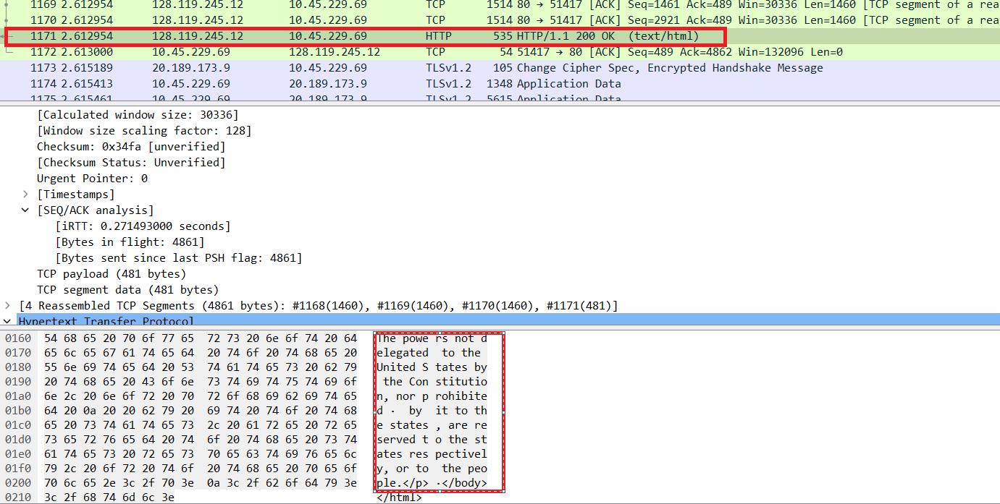 1169 2.612954 128.119.245.12 10.45.229.69 TCP 1514 80 → 51417 [ACK] Seq=1461 Ack=489 Win=30336 Len=1460 [TCP segment of a rea
1170 2.612954 128.119.245.12 10.45.229.69 TCP 1514 80 → 51417 [ACK] Seq=2921 Ack=489 Win=30336 Len=1460 [TCP segment of a rea
1171 2.612954 128.119.245.12 10.45.229.69 HTTP 535 HTTP/1.1 200 OK (text/html)
1172 2.613000 10.45.229.69 128.119.245.12 TCP 54 51417 → 80 [ACK] Seq=489 Ack=4862 Win=132096 Len=0
1173 2.615189 20.189.173.9 10.45.229.69 TLSv1.2 105 Change Cipher Spec, Encrypted Handshake Message
1174 2.615413 10.45.229.69 20.189.173.9 TLSv1.2 1348 Application Data
1175 2.615461 10.45.229.69 20.189.173.9 TLSv1.2 5615 Application Data
[Calculated window size: 30336]
[Window size scaling factor: 128]
Checksum: 0x34fa [unverified]
[Checksum Status: Unverified]
Urgent Pointer: 0
[Timestamps]
[SEQ/ACK analysis]
[iRTT: 0.271493000 seconds]
[Bytes in flight: 4861]
[Bytes sent since last PSH flag: 4861]
TCP payload (481 bytes)
TCP segment data (481 bytes)
[4 Reassembled TCP Segments (4861 bytes): #1168(1460), #1169(1460), #1170(1460), #1171(481)]
Hypertext Transfer Protocol
0160 54 68 65 20 70 6f 77 65 72 73 20 6e 6f 74 20 64 The powe rs not d
0170 65 6c 65 67 61 74 65 64 20 74 6f 20 74 68 65 20 elegated  to the
0180 55 6e 69 74 65 64 20 53 74 61 74 65 73 20 62 79 United S tates by
0190 20 74 68 65 20 43 6f 6e 73 74 69 74 75 74 69 6f  the Con stitutio
01a0 6e 2c 20 6e 6f 72 20 70 72 6f 68 69 62 69 74 65 n, nor p rohibite
01b0 64 20 0a 20 20 62 79 20 69 74 20 74 6f 20 74 68 d ·  by  it to th
01c0 65 20 73 74 61 74 65 73 2c 20 61 72 65 20 72 65 e states , are re
01d0 73 65 72 76 65 64 20 74 6f 20 74 68 65 20 73 74 served t o the st
01e0 61 74 65 73 20 72 65 73 70 65 63 74 69 76 65 6c ates res pectivel
01f0 79 2c 20 6f 72 20 74 6f 20 74 68 65 20 70 65 6f y, or to  the peo
0200 70 6c 65 2e 3c 2f 70 3e 0a 3c 2f 62 6f 64 79 3e ple.</p> ·</body>
0210 3c 2f 68 74 6d 6c 3e </html>